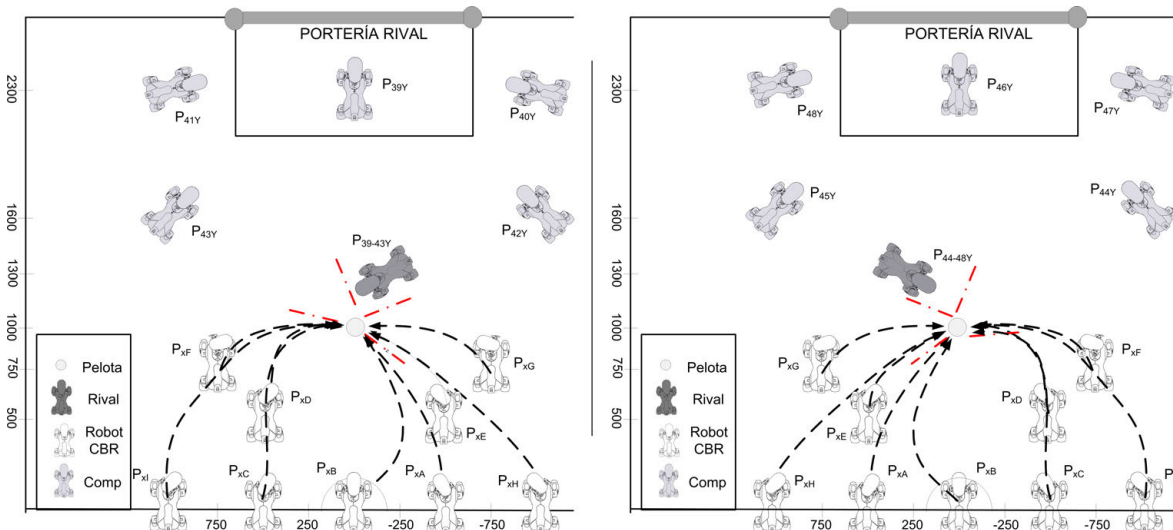 PORTERÍA RIVAL
2300
P39Y
P41Y
P40Y
1600
P43Y
P42Y
P39-43Y
1300
1000
PxF
PxG
750
Pelota
PxD
Rival
500
PxE
Robot
CBR
PxI
PxC
PxB
PxA
PxH
Comp
750
250
-250
-750
PORTERÍA RIVAL
2300
P46Y
P48Y
P47Y
1600
P45Y
P44Y
P44-48Y
1300
1000
PxG
PxF
750
Pelota
PxD
Rival
500
PxE
Robot
CBR
PxH
PxA
PxB
PxC
P
Comp
750
250
-250
-750